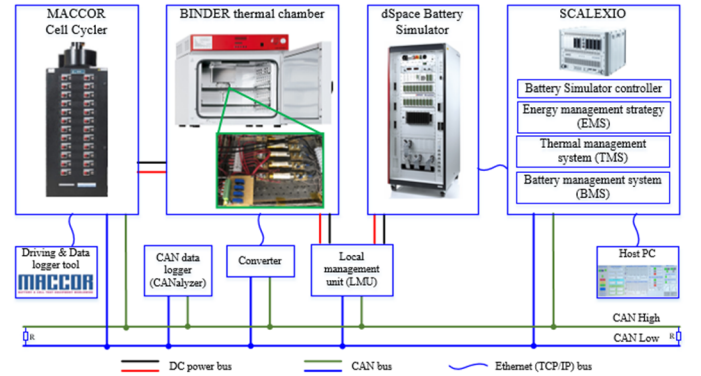 MACCOR
Cell Cycler
BINDER thermal chamber
dSpace Battery
Simulator
SCALEXIO
Battery Simulator controller
Energy management strategy
(EMS)
Thermal management
system (TMS)
Battery management system
(BMS)
Driving & Data
logger tool
MACCOR
CAN data
logger
(CANalyzer)
Converter
Local
management
unit (LMU)
Host PC
CAN High
R
CAN Low
R
DC power bus
CAN bus
Ethernet (TCP/IP) bus